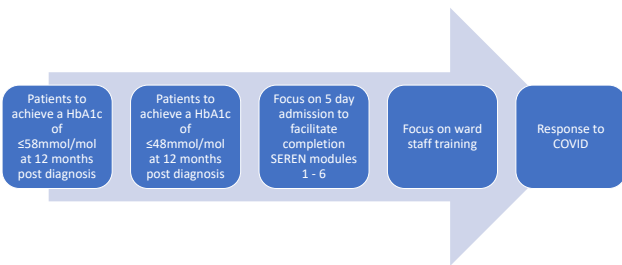 Patients to
achieve a HbA1c
of
≤58mmol/mol
at 12 months
post diagnosis
Patients to
achieve a HbA1c
of
≤48mmol/mol
at 12 months
post diagnosis
Focus on 5 day
admission to
facilitate
completion
SEREN modules
1 - 6
Focus on ward
staff training
Response to
COVID